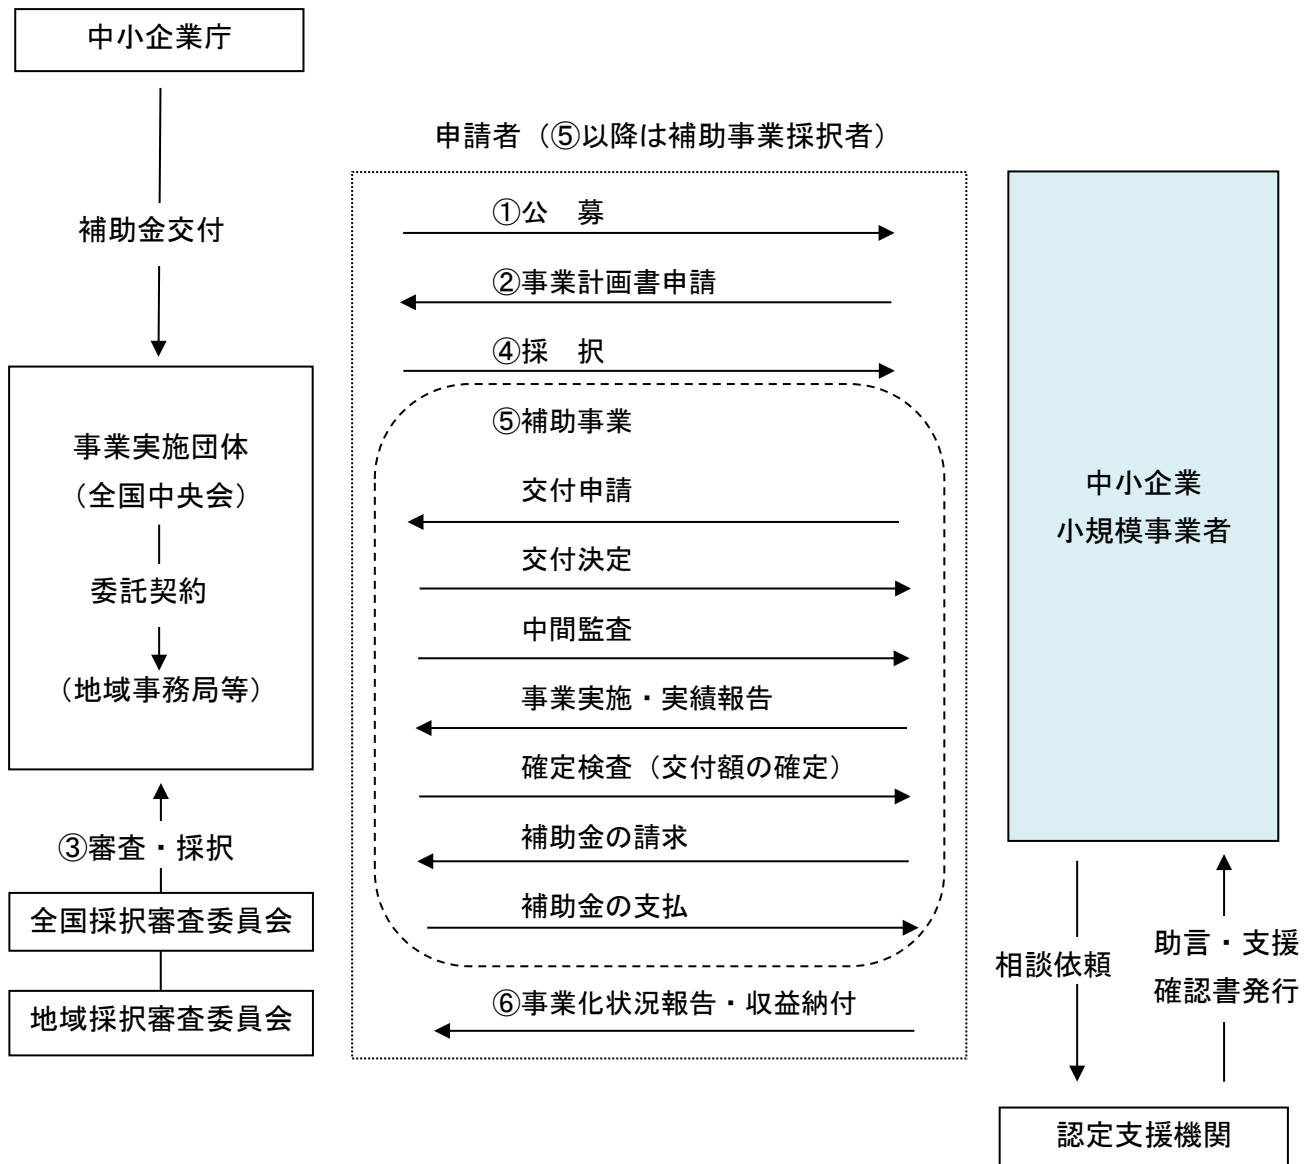 中小企業庁
補助金交付
事業実施団体
（全国中央会）
委託契約
（地域事務局等）
③審査・採択
全国採択審査委員会
地域採択審査委員会
申請者（⑤以降は補助事業採択者）
①公　募
②事業計画書申請
④採　択
⑤補助事業
交付申請
交付決定
中間監査
事業実施・実績報告
確定検査（交付額の確定）
補助金の請求
補助金の支払
⑥事業化状況報告・収益納付
中小企業
小規模事業者
相談依頼
助言・支援
確認書発行
認定支援機関